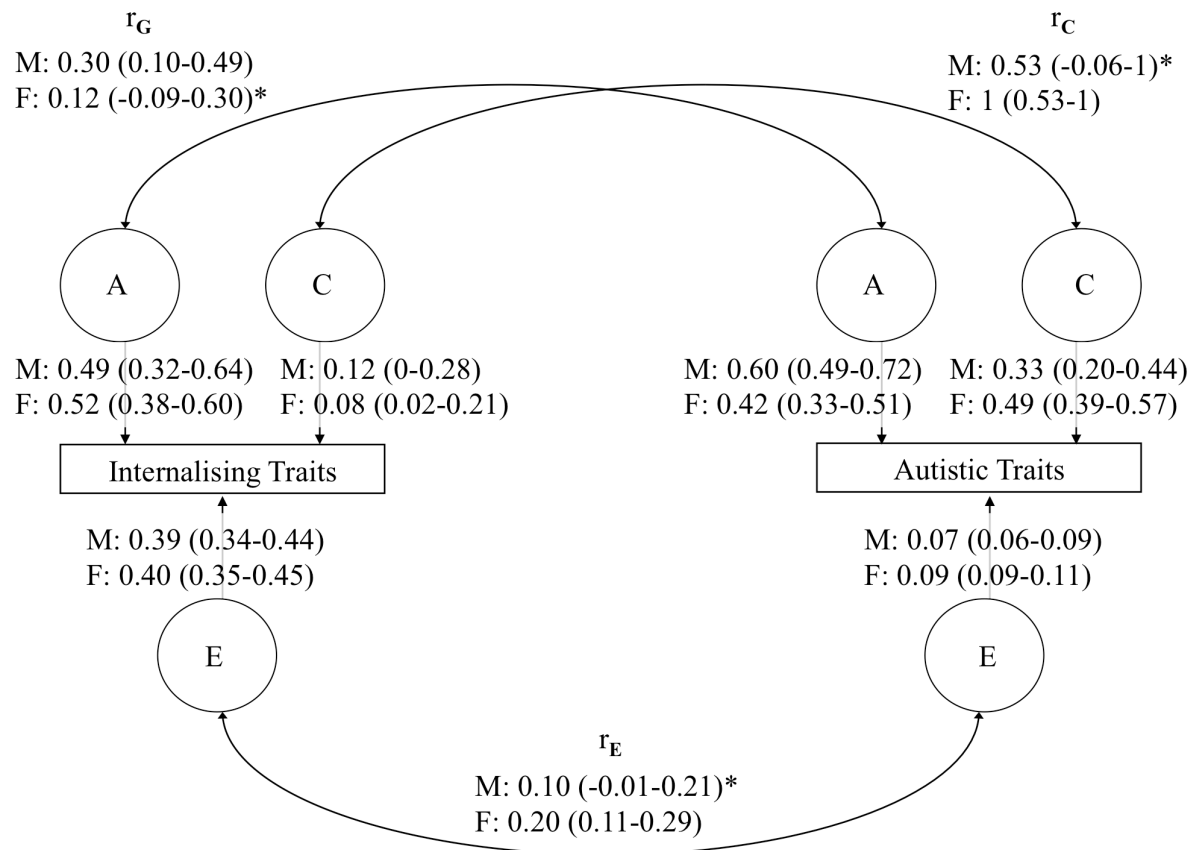 r_G
M: 0.30 (0.10-0.49)
F: 0.12 (-0.09-0.30)*
r_C
M: 0.53 (-0.06-1)*
F: 1 (0.53-1)
A
C
A
C
M: 0.49 (0.32-0.64)
F: 0.52 (0.38-0.60)
M: 0.12 (0-0.28)
F: 0.08 (0.02-0.21)
M: 0.60 (0.49-0.72)
F: 0.42 (0.33-0.51)
M: 0.33 (0.20-0.44)
F: 0.49 (0.39-0.57)
Internalising Traits
Autistic Traits
M: 0.39 (0.34-0.44)
F: 0.40 (0.35-0.45)
M: 0.07 (0.06-0.09)
F: 0.09 (0.09-0.11)
E
E
r_E
M: 0.10 (-0.01-0.21)*
F: 0.20 (0.11-0.29)